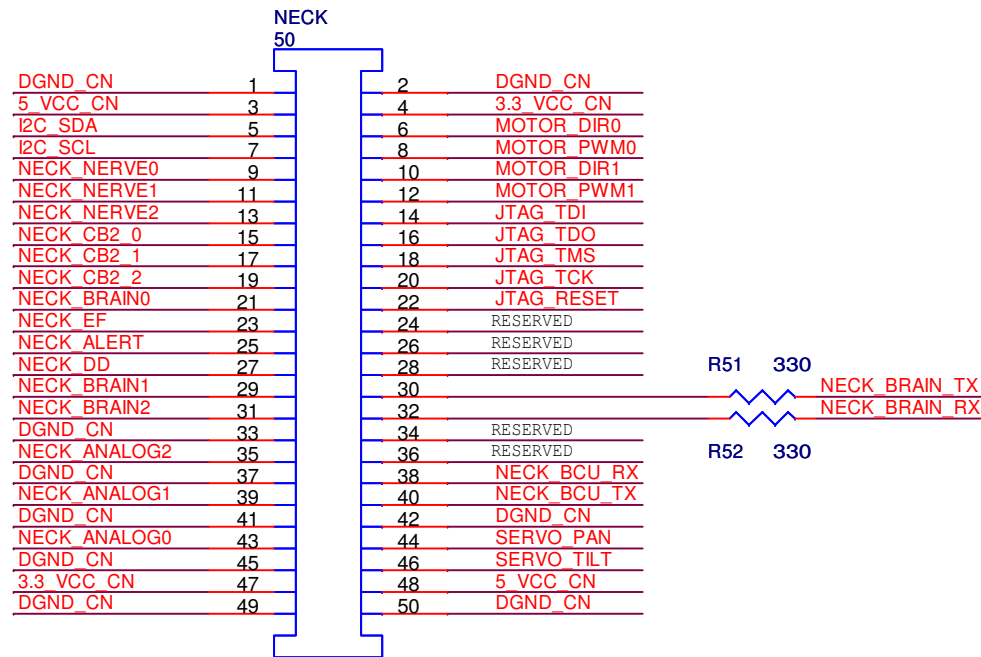 NECK
50
DGND_CN 1 2 DGND_CN
5_VCC_CN 3 4 3.3_VCC_CN
I2C_SDA 5 6 MOTOR_DIR0
I2C_SCL 7 8 MOTOR_PWM0
NECK_NERVE0 9 10 MOTOR_DIR1
NECK_NERVE1 11 12 MOTOR_PWM1
NECK_NERVE2 13 14 JTAG_TDI
NECK_CB2_0 15 16 JTAG_TDO
NECK_CB2_1 17 18 JTAG_TMS
NECK_CB2_2 19 20 JTAG_TCK
NECK_BRAIN0 21 22 JTAG_RESET
NECK_EF 23 24 RESERVED
NECK_ALERT 25 26 RESERVED
NECK_DD 27 28 RESERVED
R51 330
NECK_BRAIN1 29 30 NECK_BRAIN_TX
NECK_BRAIN2 31 32 NECK_BRAIN_RX
DGND_CN 33 34 RESERVED
NECK_ANALOG2 35 36 RESERVED
R52 330
DGND_CN 37 38 NECK_BCU_RX
NECK_ANALOG1 39 40 NECK_BCU_TX
DGND_CN 41 42 DGND_CN
NECK_ANALOG0 43 44 SERVO_PAN
DGND_CN 45 46 SERVO_TILT
3.3_VCC_CN 47 48 5_VCC_CN
DGND_CN 49 50 DGND_CN